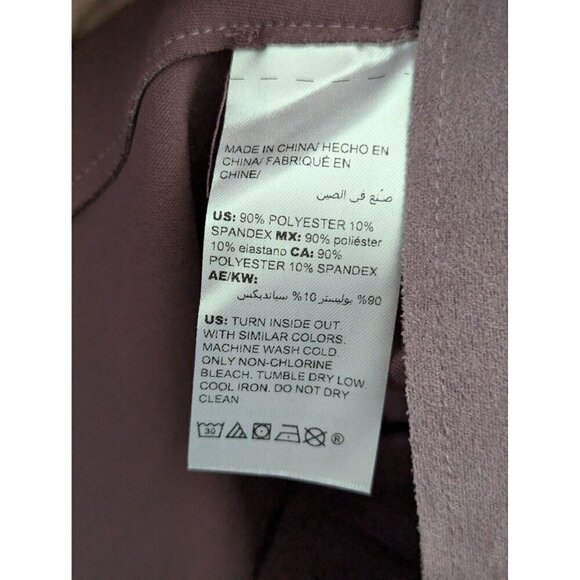 MADE IN CHINA/ HECHO EN
CHINA/ FABRIQUÉ EN
CHINE/
صنع في الصين
US: 90% POLYESTER 10%
SPANDEX MX: 90% poliéster
10% elastano CA: 90%
POLYESTER 10% SPANDEX
AE/KW:
90% بوليستر 10% سبانديكس
US: TURN INSIDE OUT.
WITH SIMILAR COLORS.
MACHINE WASH COLD.
ONLY NON-CHLORINE
BLEACH. TUMBLE DRY LOW.
COOL IRON. DO NOT DRY
CLEAN
30 ®